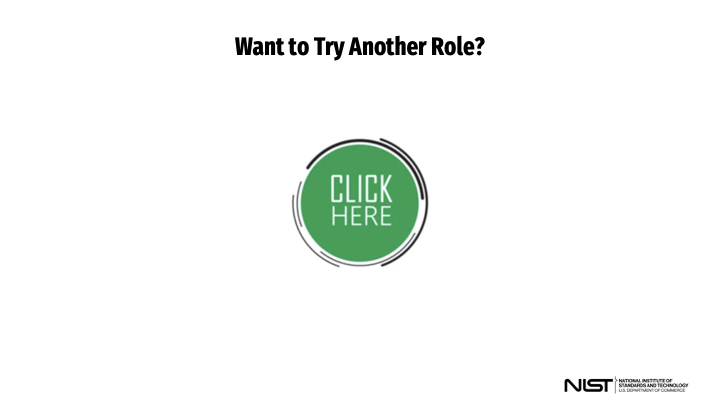 Want to Try Another Role?
CLICK
HERE
NIST
NATIONAL INSTITUTE OF
STANDARDS AND TECHNOLOGY
U.S. DEPARTMENT OF COMMERCE